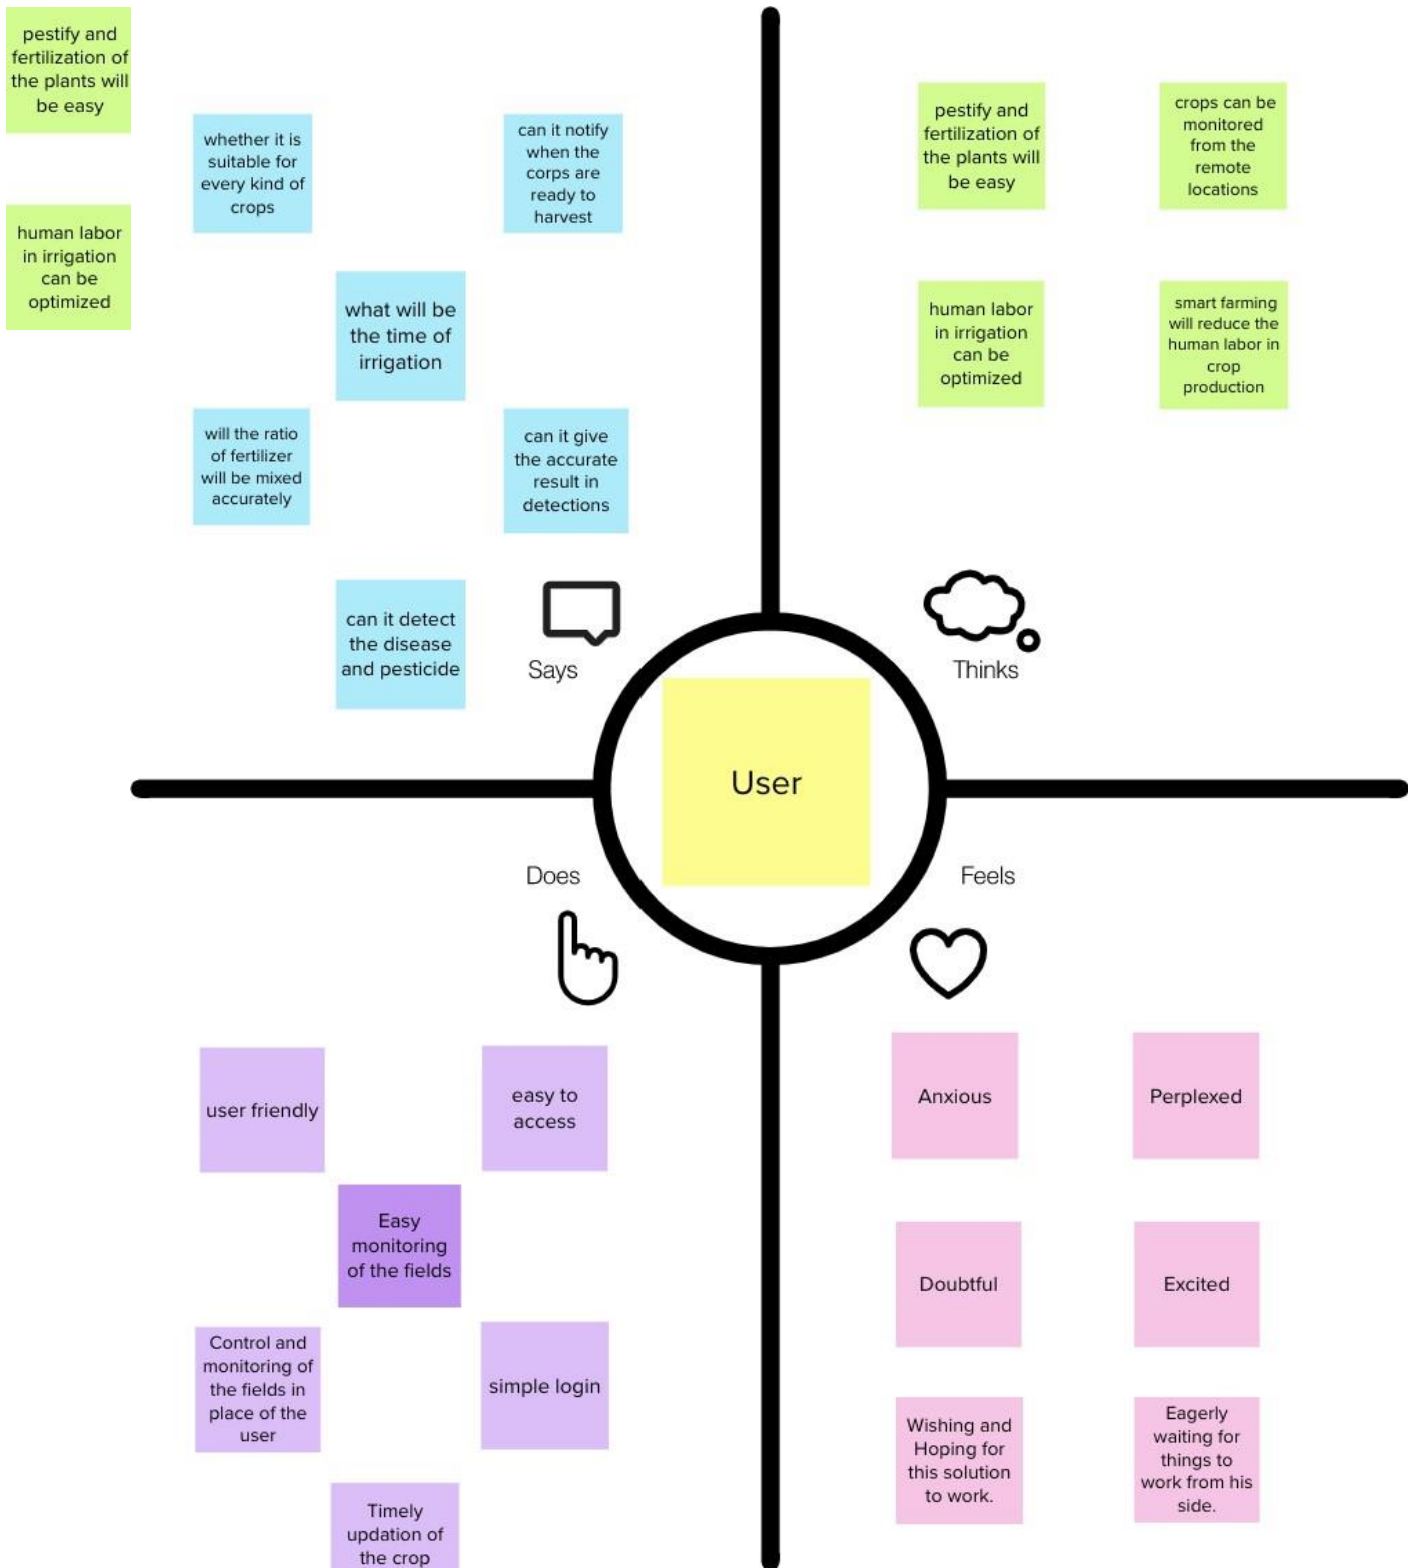 pestify and
fertilization of
the plants will
be easy
human labor
in irrigation
can be
optimized
whether it is
suitable for
every kind of
crops
can it notify
when the
corps are
ready to
harvest
what will be
the time of
irrigation
will the ratio
of fertilizer
will be mixed
accurately
can it give
the accurate
result in
detections
can it detect
the disease
and pesticide
Says
pestify and
fertilization of
the plants will
be easy
crops can be
monitored
from the
remote
locations
human labor
in irrigation
can be
optimized
smart farming
will reduce the
human labor in
crop
production
Thinks
User
Does
user friendly
easy to
access
Easy
monitoring
of the fields
Control and
monitoring of
the fields in
place of the
user
simple login
Timely
updation of
the crop
Feels
Anxious
Perplexed
Doubtful
Excited
Wishing and
Hoping for
this solution
to work.
Eagerly
waiting for
things to
work from his
side.